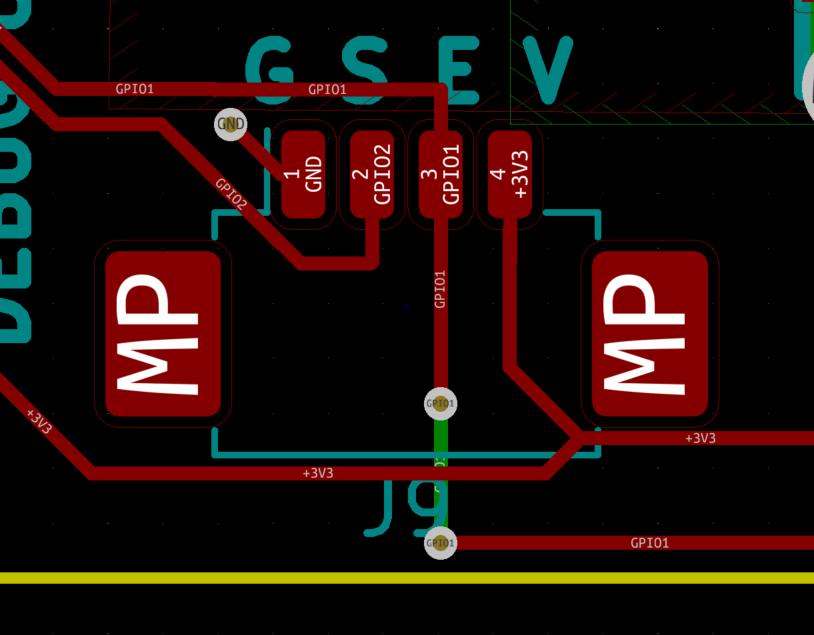 G S E V
GPIO1
GPIO1
GND
1
GND
2
GPIO2
3
GPIO1
4
+3V3
GPIO2
DEBUG
GPIO1
MP
MP
GPIO1
+3V3
+3V3
+3V3
J9
GPIO1
GPIO1